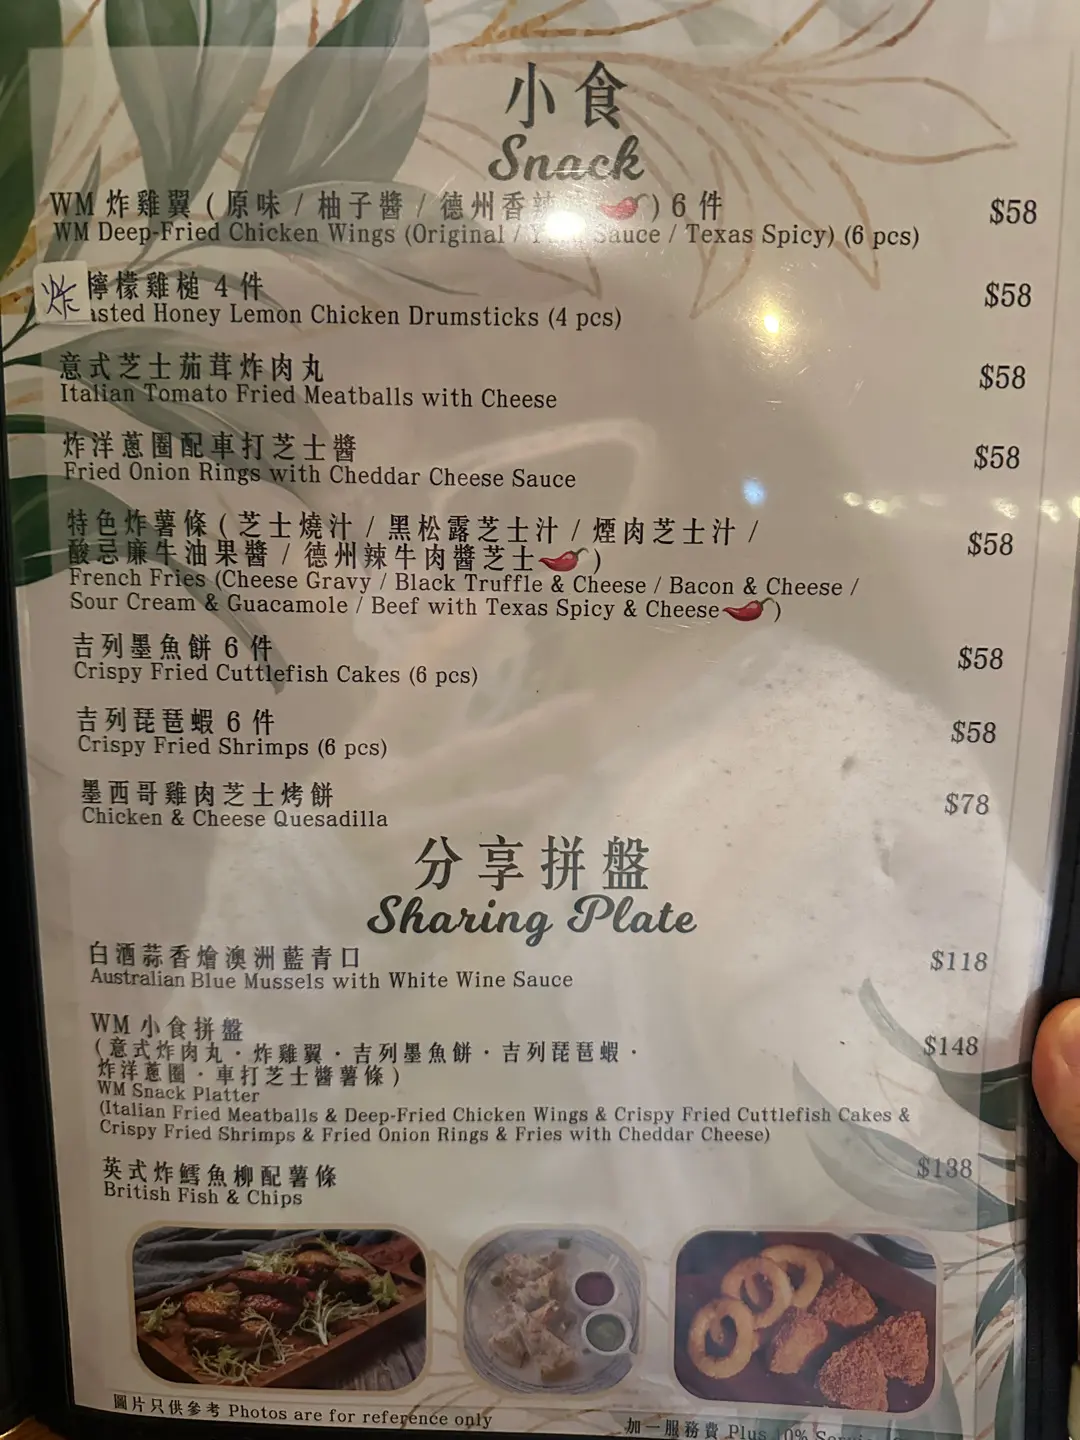 小食
Snack
WM 炸雞翼 ( 原味 / 柚子醬 / 德州香辣 ) 6 件 $58
WM Deep-Fried Chicken Wings (Original / Sauce / Texas Spicy) (6 pcs)
炸 檸檬雞槌 4 件 $58
Honey Lemon Chicken Drumsticks (4 pcs)
意式芝士茄茸炸肉丸 $58
Italian Tomato Fried Meatballs with Cheese
炸洋蔥圈配車打芝士醬 $58
Fried Onion Rings with Cheddar Cheese Sauce
特色炸薯條 ( 芝士燒汁 / 黑松露芝士汁 / 煙肉芝士汁 /
酸忌廉牛油果醬 / 德州辣牛肉醬芝士 ) $58
French Fries (Cheese Gravy / Black Truffle & Cheese / Bacon & Cheese /
Sour Cream & Guacamole / Beef with Texas Spicy & Cheese )
吉列墨魚餅 6 件 $58
Crispy Fried Cuttlefish Cakes (6 pcs)
吉列琵琶蝦 6 件 $58
Crispy Fried Shrimps (6 pcs)
墨西哥雞肉芝士烤餅 $78
Chicken & Cheese Quesadilla
分享拼盤
Sharing Plate
白酒蒜香燴澳洲藍青口 $118
Australian Blue Mussels with White Wine Sauce
WM 小食拼盤
( 意式炸肉丸 · 炸雞翼 · 吉列墨魚餅 · 吉列琵琶蝦 · $148
炸洋蔥圈 · 車打芝士醬薯條 )
WM Snack Platter
(Italian Fried Meatballs & Deep-Fried Chicken Wings & Crispy Fried Cuttlefish Cakes &
Crispy Fried Shrimps & Fried Onion Rings & Fries with Cheddar Cheese)
英式炸鱈魚柳配薯條 $138
British Fish & Chips
圖片只供參考 Photos are for reference only
加一服務費 Plus 10%